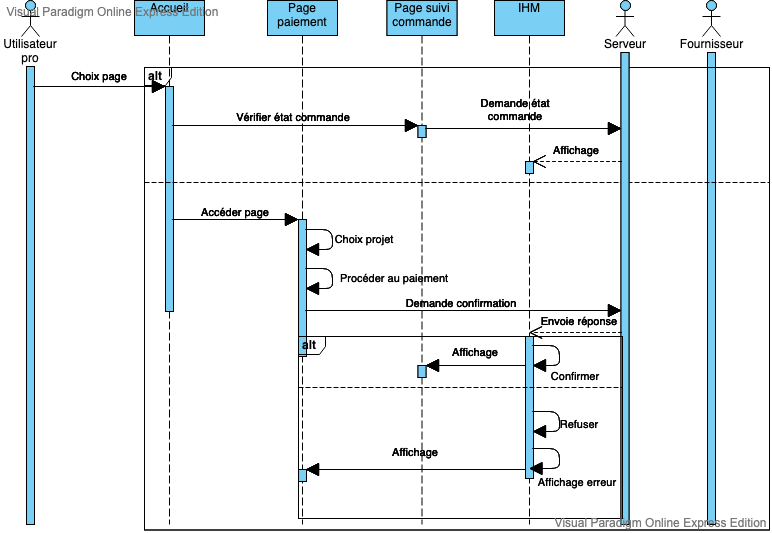 Visual Paradigm Online Express Edition
Accueil
Page
paiement
Page suivi
commande
IHM
Utilisateur
pro
Serveur
Fournisseur
Choix page
alt
Vérifier état commande
Demande état
commande
Affichage
Accéder page
Choix projet
Procéder au paiement
Demande confirmation
Envoie réponse
alt
Affichage
Confirmer
Refuser
Affichage
Affichage erreur
Visual Paradigm Online Express Edition